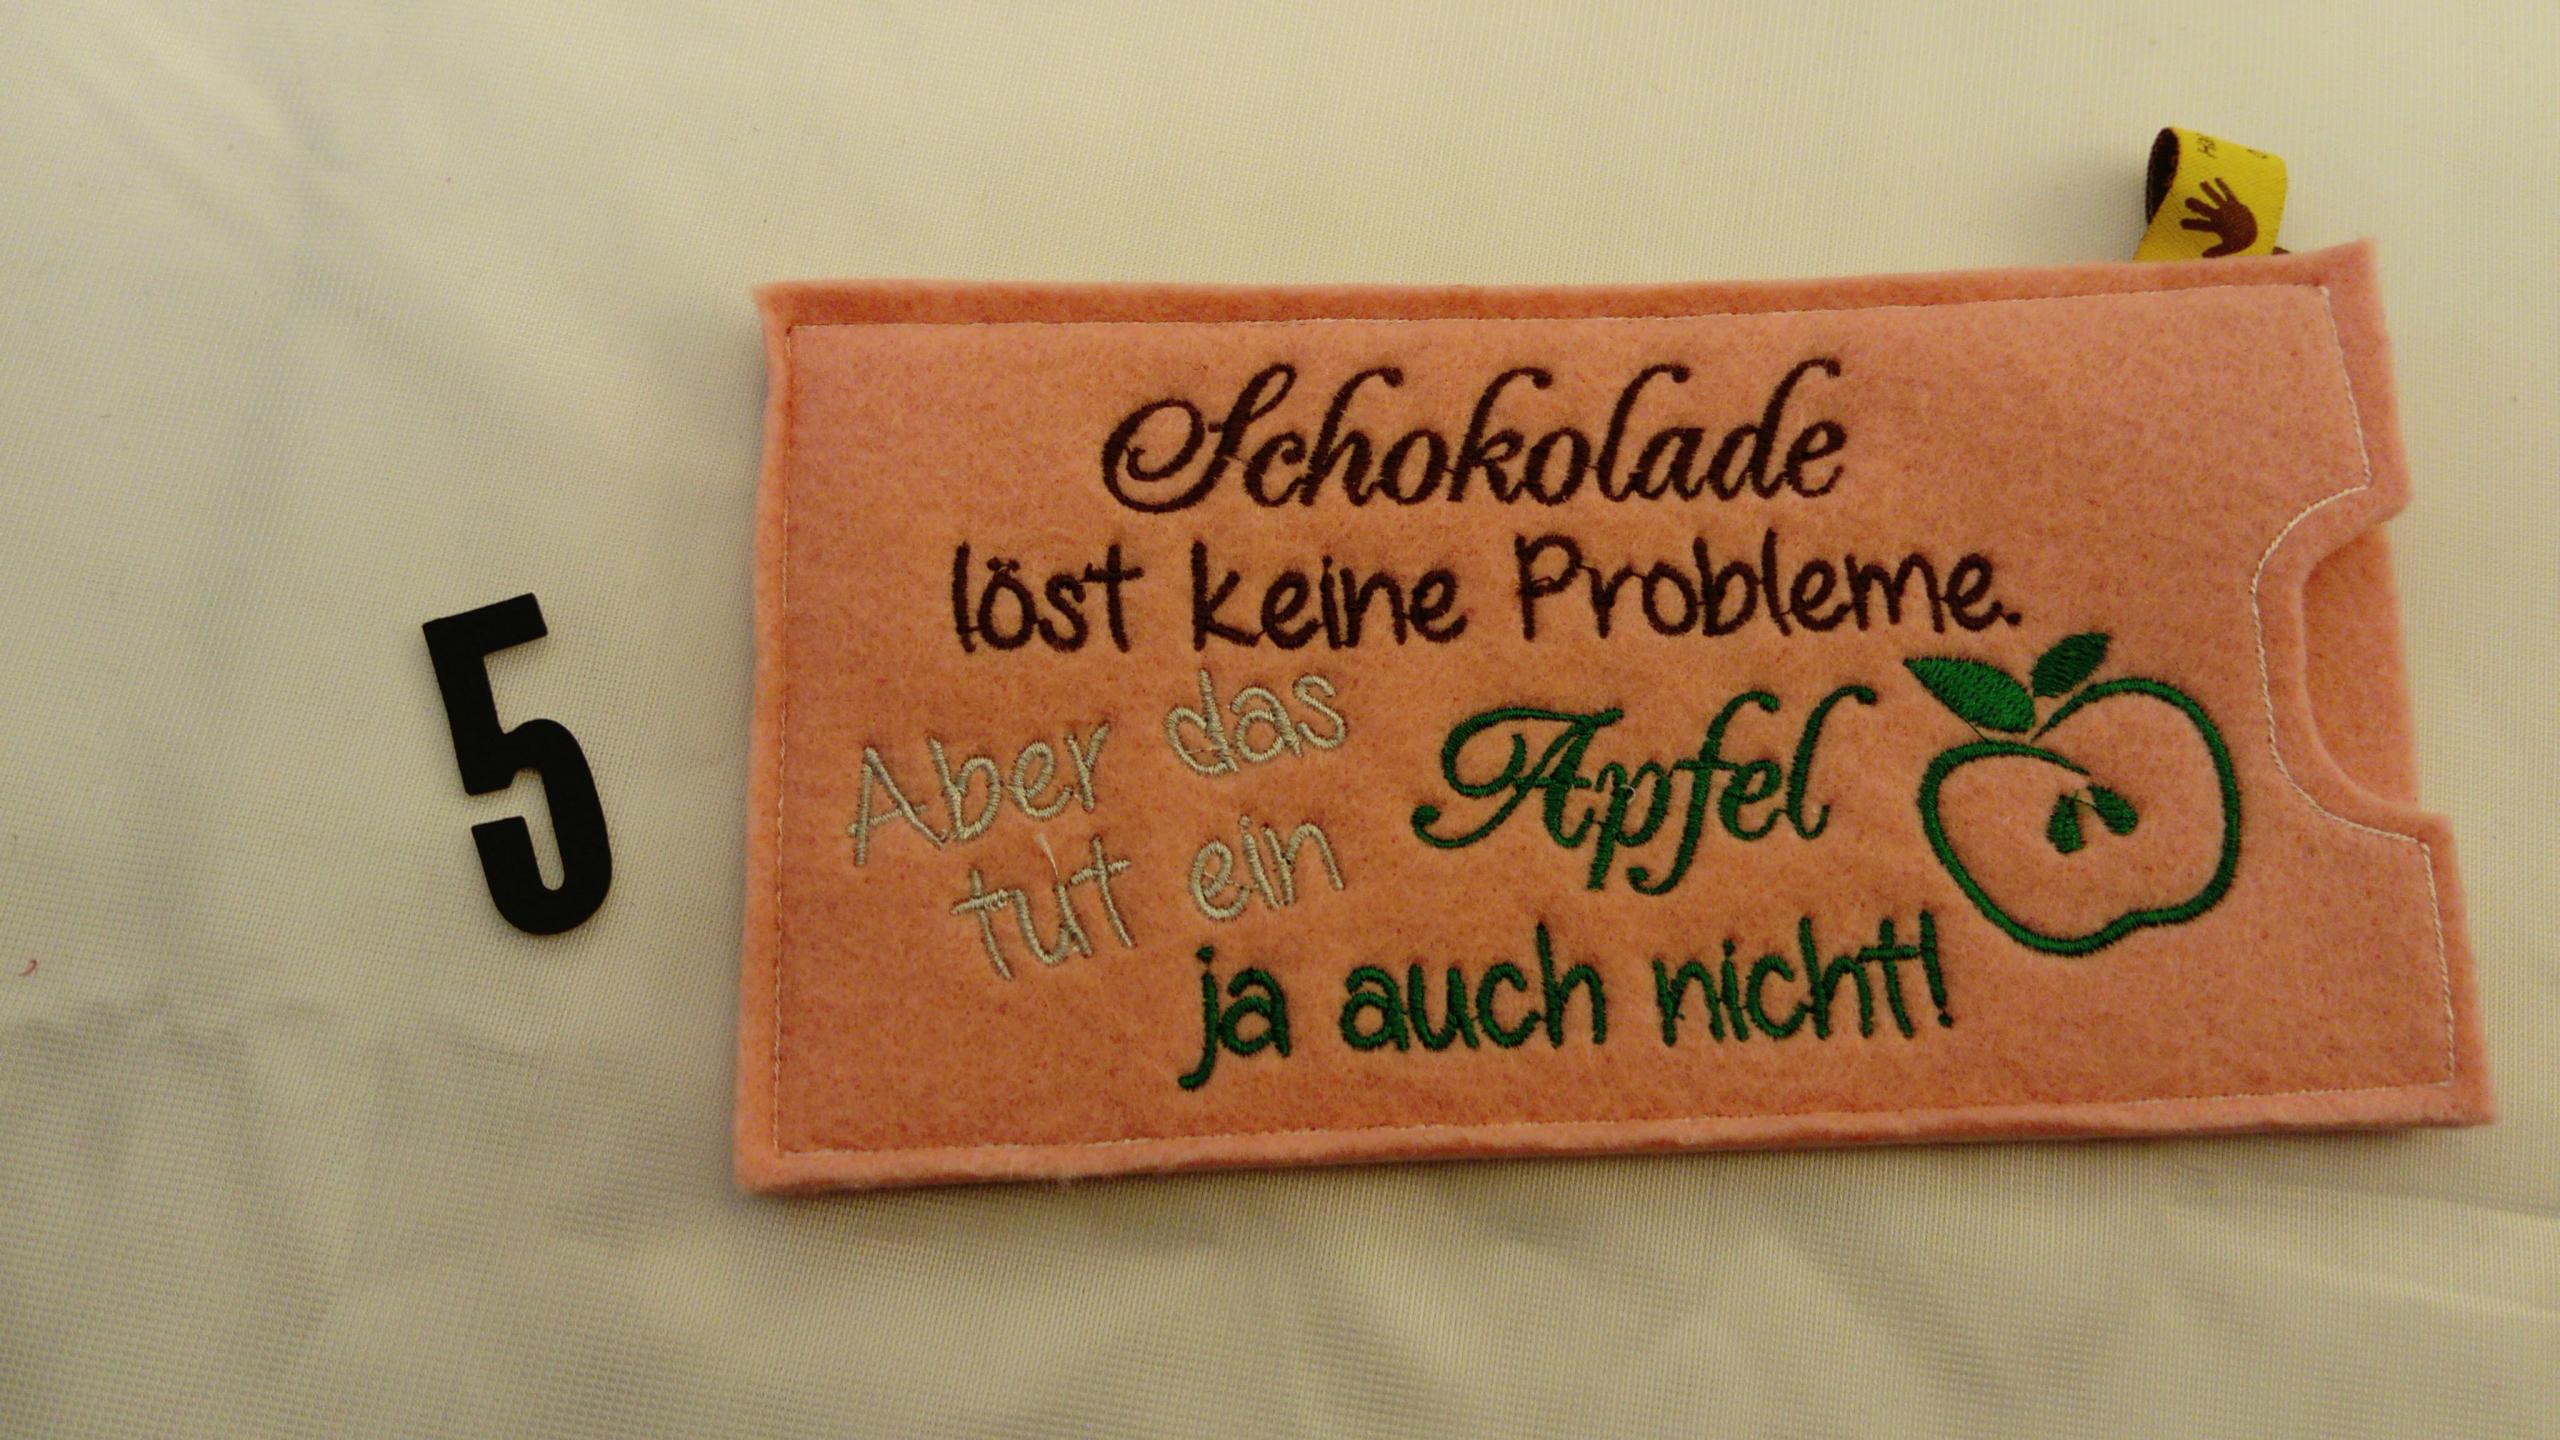 5
Schokolade
löst keine Probleme.
Aber das
tut ein
Apfel
ja auch nicht!